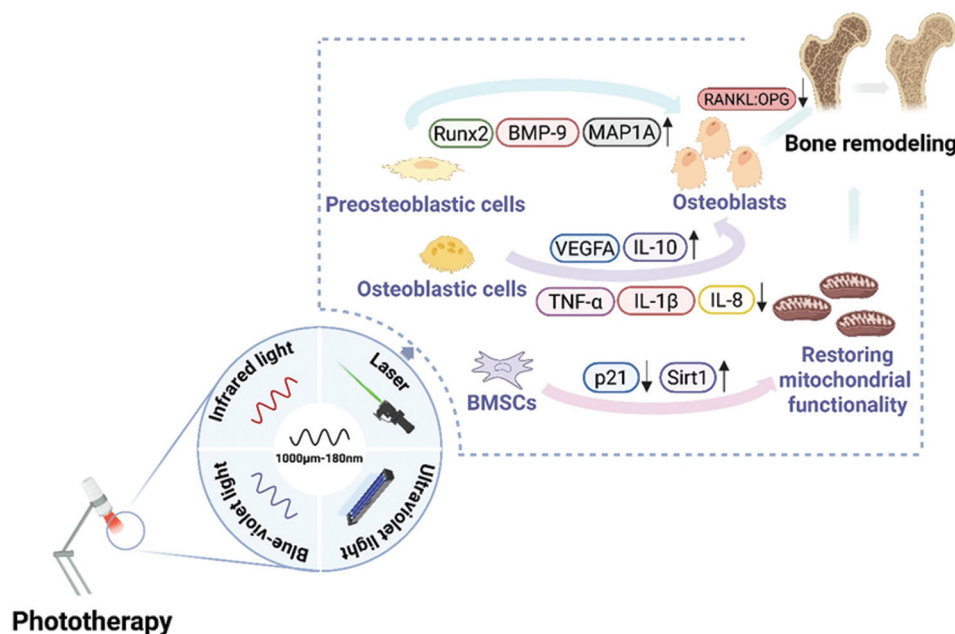 RANKL:OPG
Bone remodeling
Runx2 BMP-9 MAP1A
Preosteoblastic cells
Osteoblasts
VEGFA IL-10
Osteoblastic cells
TNF-α IL-1β IL-8
BMSCs
p21 Sirt1
Restoring
mitochondrial
functionality
Infrared light
Laser
1000μm-180nm
Blue-violet light
Ultraviolet light
Phototherapy